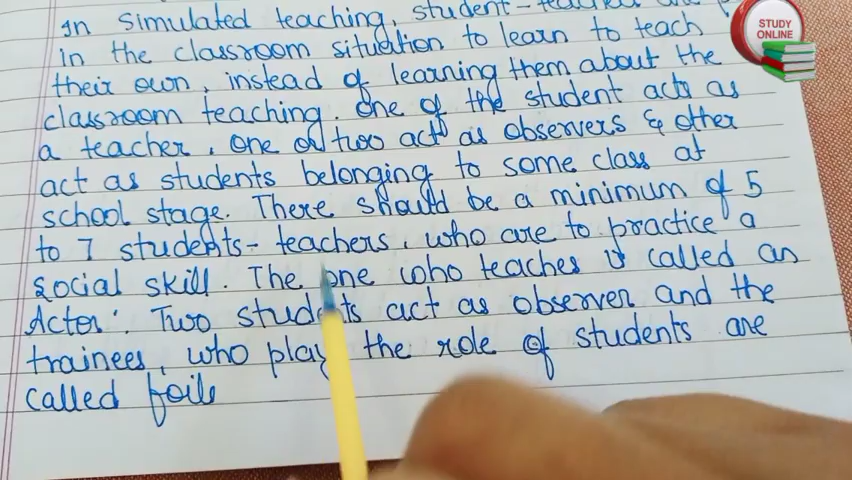 In simulated teaching, student-teacher are
in the classroom situation to learn to teach
their own, instead of learning them about the
classroom teaching. One of the student acts as
a teacher, one or two act as observers & other
act as students belonging to some class at
school stage. There should be a minimum of 5
to 7 students-teachers, who are to practice a
social skill. The one who teaches is called an
Actor'. Two students act as observer and the
trainees, who play the role of students are
called foils
STUDY
ONLINE